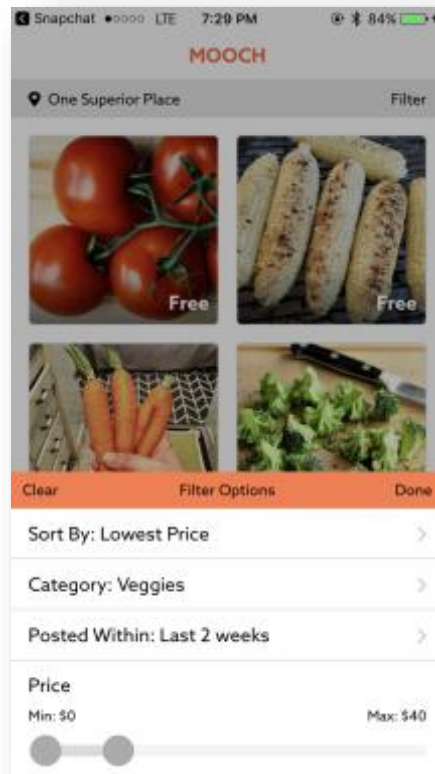 Snapchat LTE 7:29 PM 84%
MOOCH
One Superior Place Filter
Free Free
Clear Filter Options Done
Sort By: Lowest Price
Category: Veggies
Posted Within: Last 2 weeks
Price
Min: $0 Max: $40